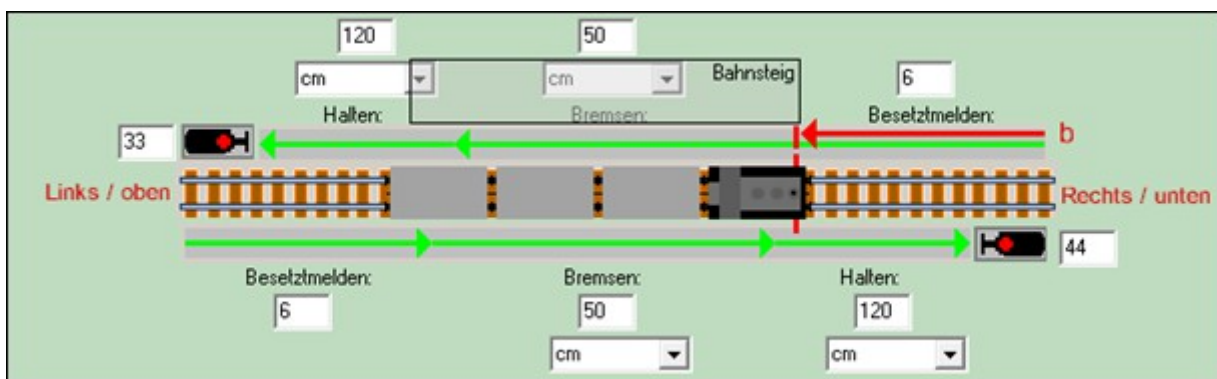 120 50
cm cm Bahnsteig 6
Halten: Bremsen: Besetztmelden:
33 b
Links / oben Rechts / unten
44
Besetztmelden: Bremsen: Halten:
6 50 120
cm cm